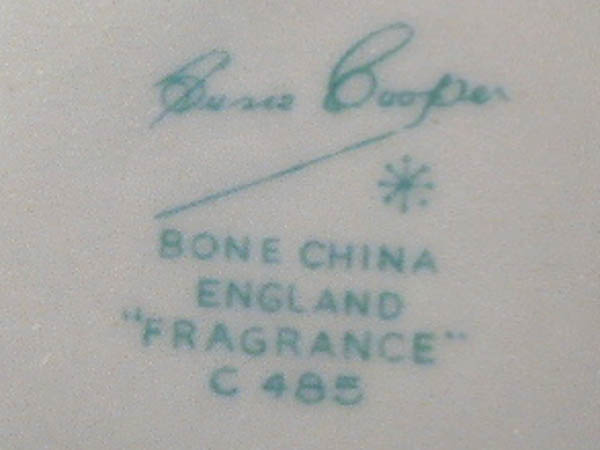 Susie Cooper
BONE CHINA
ENGLAND
"FRAGRANCE"
C 485